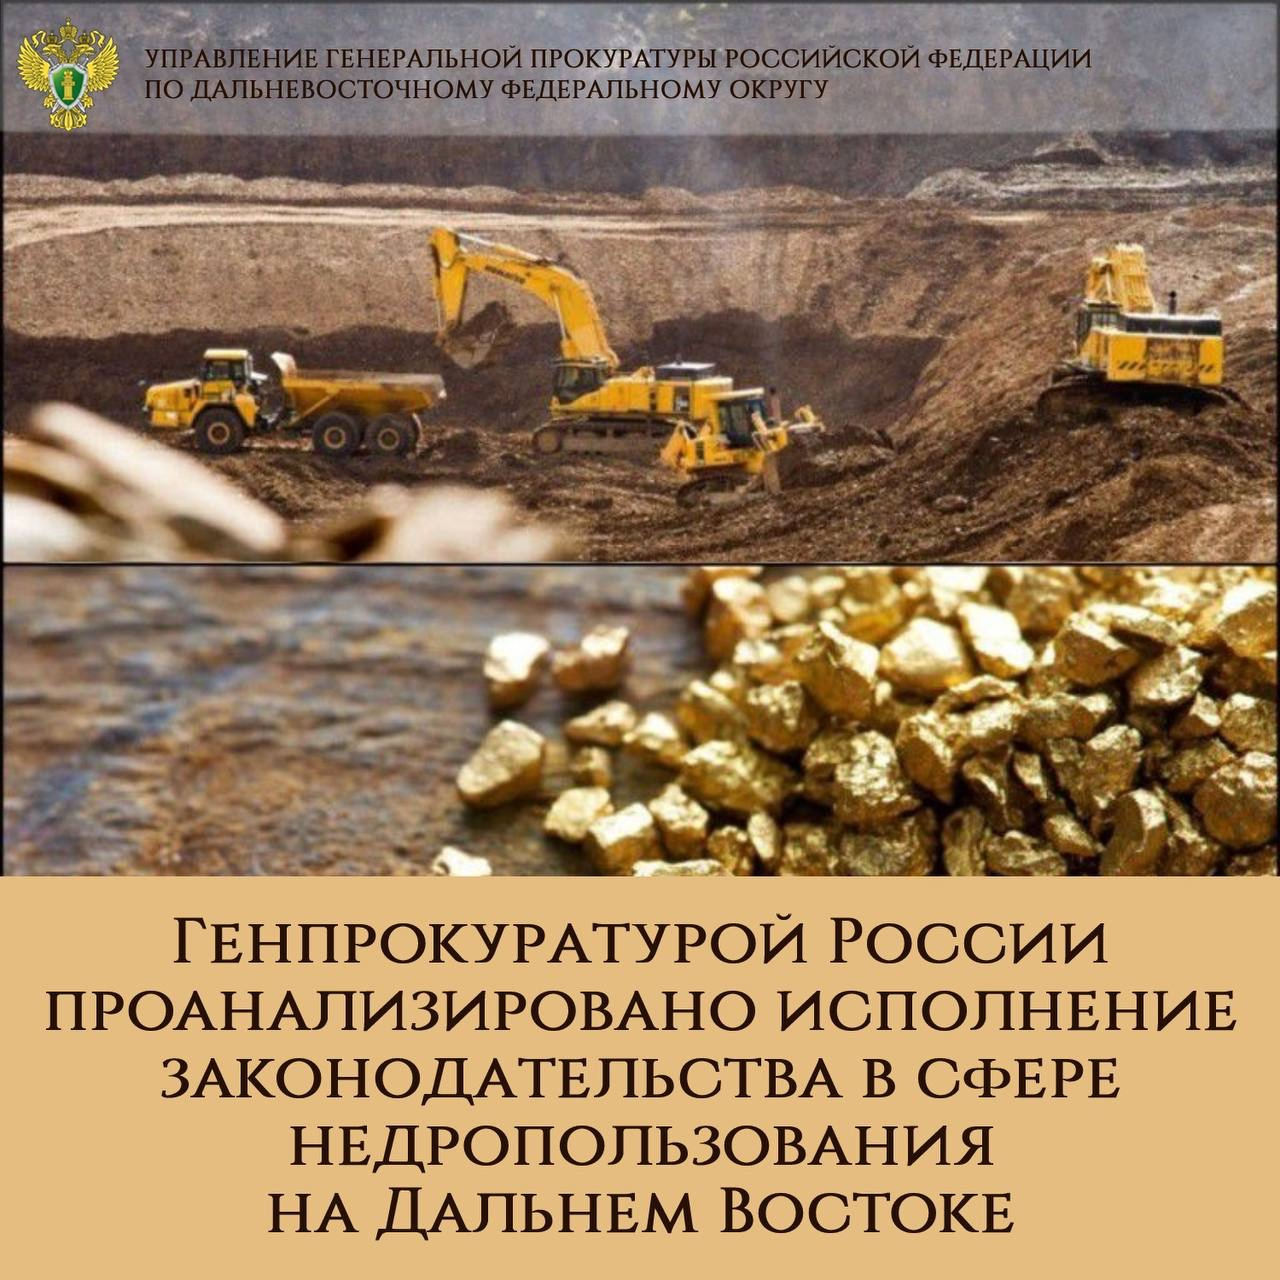 УПРАВЛЕНИЕ ГЕНЕРАЛЬНОЙ ПРОКУРАТУРЫ РОССИЙСКОЙ ФЕДЕРАЦИИ
ПО ДАЛЬНЕВОСТОЧНОМУ ФЕДЕРАЛЬНОМУ ОКРУГУ
KOMATSU
ГЕНПРОКУРАТУРОЙ РОССИИ
ПРОАНАЛИЗИРОВАНО ИСПОЛНЕНИЕ
ЗАКОНОДАТЕЛЬСТВА В СФЕРЕ
НЕДРОПОЛЬЗОВАНИЯ
НА ДАЛЬНЕМ ВОСТОКЕ